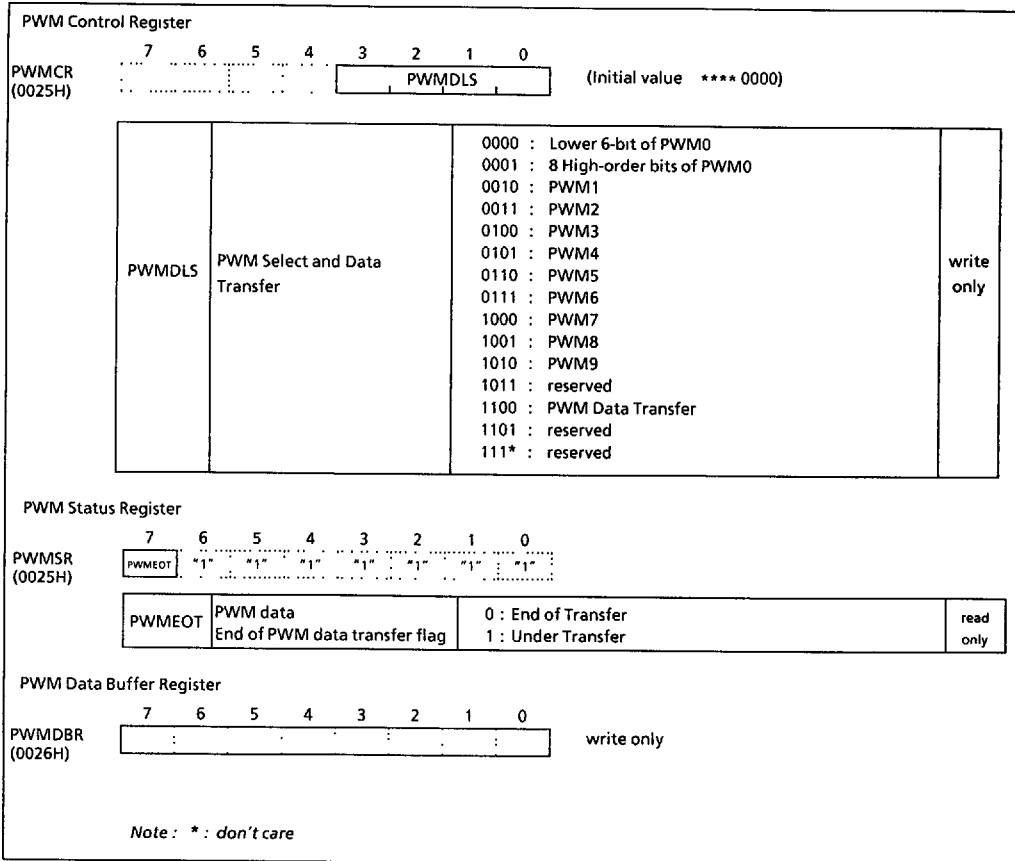 PWM Control Register
7 6 5 4 3 2 1 0
PWMCR
(0025H)
PWMDLS
(Initial value **** 0000)
PWMDLS
PWM Select and Data
Transfer
0000 : Lower 6-bit of PWM0
0001 : 8 High-order bits of PWM0
0010 : PWM1
0011 : PWM2
0100 : PWM3
0101 : PWM4
0110 : PWM5
0111 : PWM6
1000 : PWM7
1001 : PWM8
1010 : PWM9
1011 : reserved
1100 : PWM Data Transfer
1101 : reserved
111* : reserved
write
only
PWM Status Register
7 6 5 4 3 2 1 0
PWMSR
(0025H)
PWMEOT "1" "1" "1" "1" "1" "1" "1"
PWMEOT
PWM data
End of PWM data transfer flag
0 : End of Transfer
1 : Under Transfer
read
only
PWM Data Buffer Register
7 6 5 4 3 2 1 0
PWMDBR
(0026H)
write only
Note : * : don't care